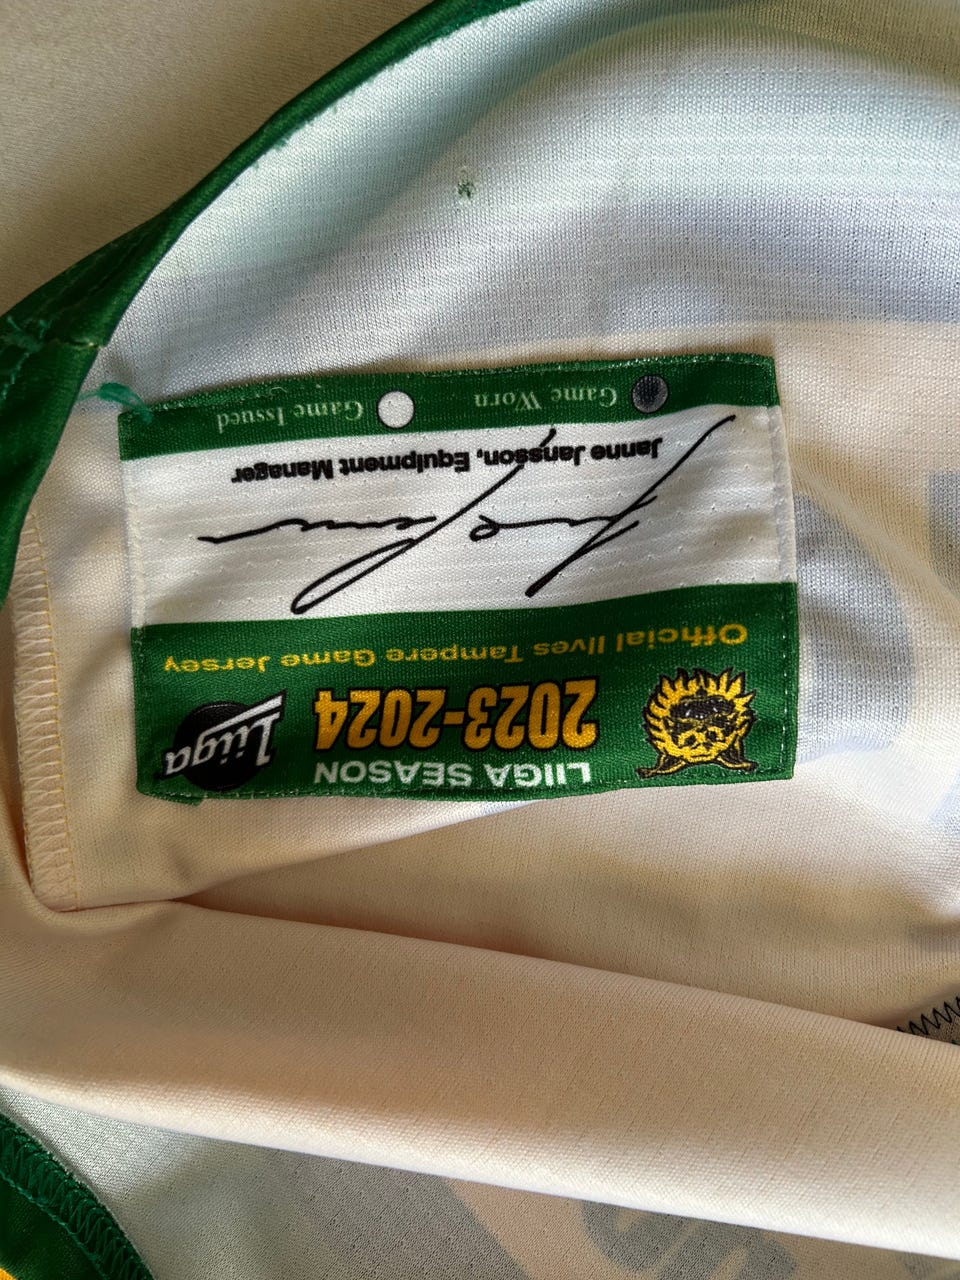 LIIGA SEASON
2023-2024
Liiga
Official Ilves Tampere Game Jersey
Janne Jansson, Equipment Manager
Game Worn
Game Issued